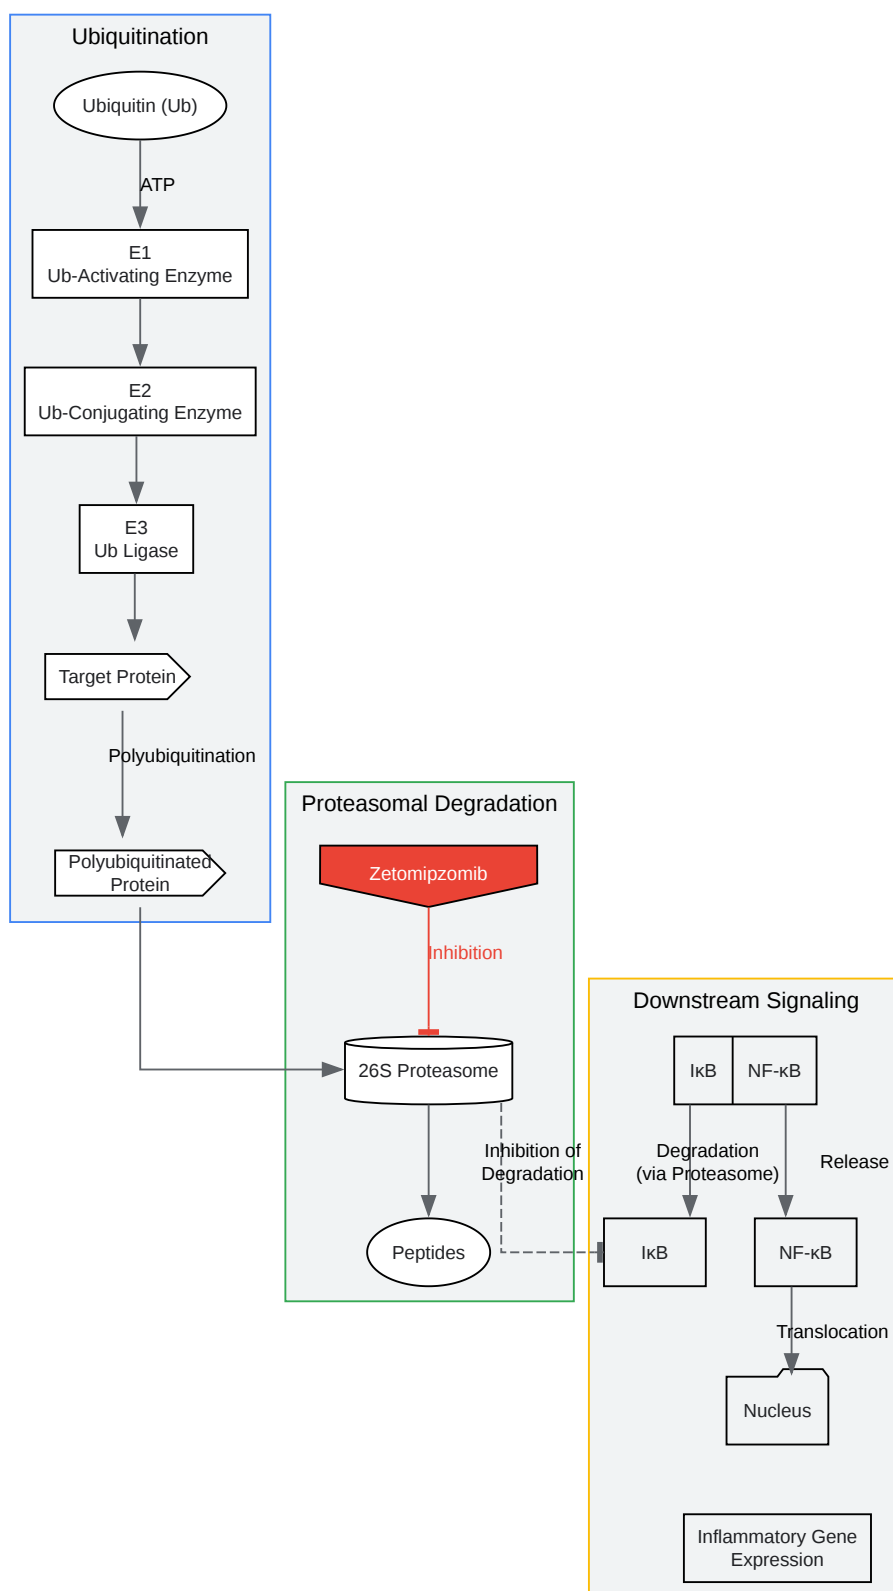 Ubiquitination
Ubiquitin (Ub)
ATP
E1
Ub-Activating Enzyme
E2
Ub-Conjugating Enzyme
E3
Ub Ligase
Target Protein
Polyubiquitination
Polyubiquitinated
Protein
Proteasomal Degradation
Zetomipzomib
Inhibition
26S Proteasome
Inhibition of
Degradation
Peptides
Downstream Signaling
IκB
NF-κB
Degradation
(via Proteasome)
Release
IκB
NF-κB
Translocation
Nucleus
Inflammatory Gene
Expression